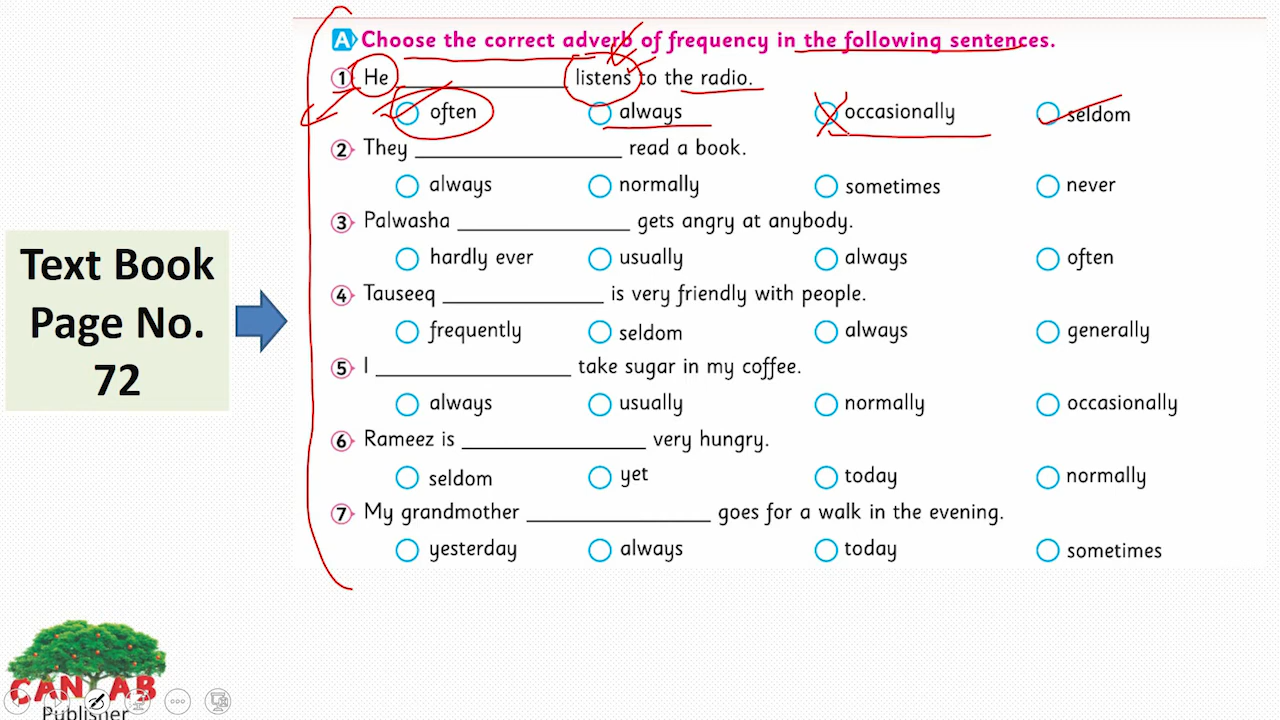 A Choose the correct adverb of frequency in the following sentences.
1 He ________________ listens to the radio.
often always occasionally seldom
2 They ____________________ read a book.
always normally sometimes never
3 Palwasha _________________ gets angry at anybody.
hardly ever usually always often
4 Tauseeq ________________ is very friendly with people.
frequently seldom always generally
5 I ___________________ take sugar in my coffee.
always usually normally occasionally
6 Rameez is __________________ very hungry.
seldom yet today normally
7 My grandmother __________________ goes for a walk in the evening.
yesterday always today sometimes
Text Book
Page No.
72
CANTAB
Publisher